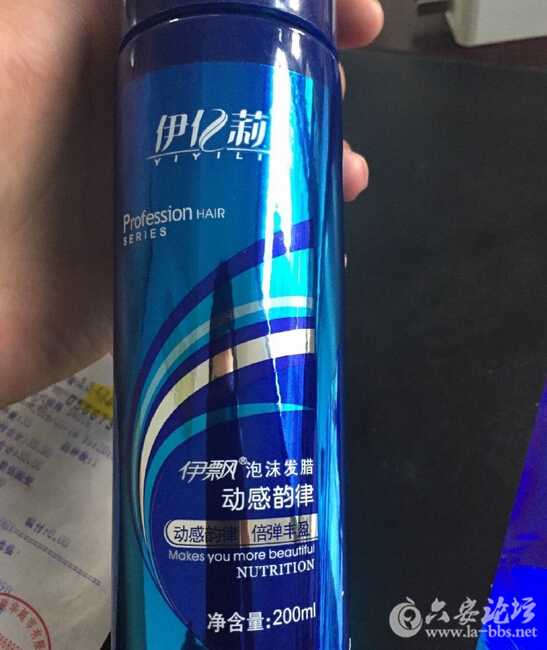 伊亿莉
YIYILI
Profession HAIR
SERIES
伊飘®泡沫发腊
动感韵律
动感韵律 倍弹丰盈
Makes you more beautiful
NUTRITION
净含量:200ml
六安论坛
www.la-bbs.net